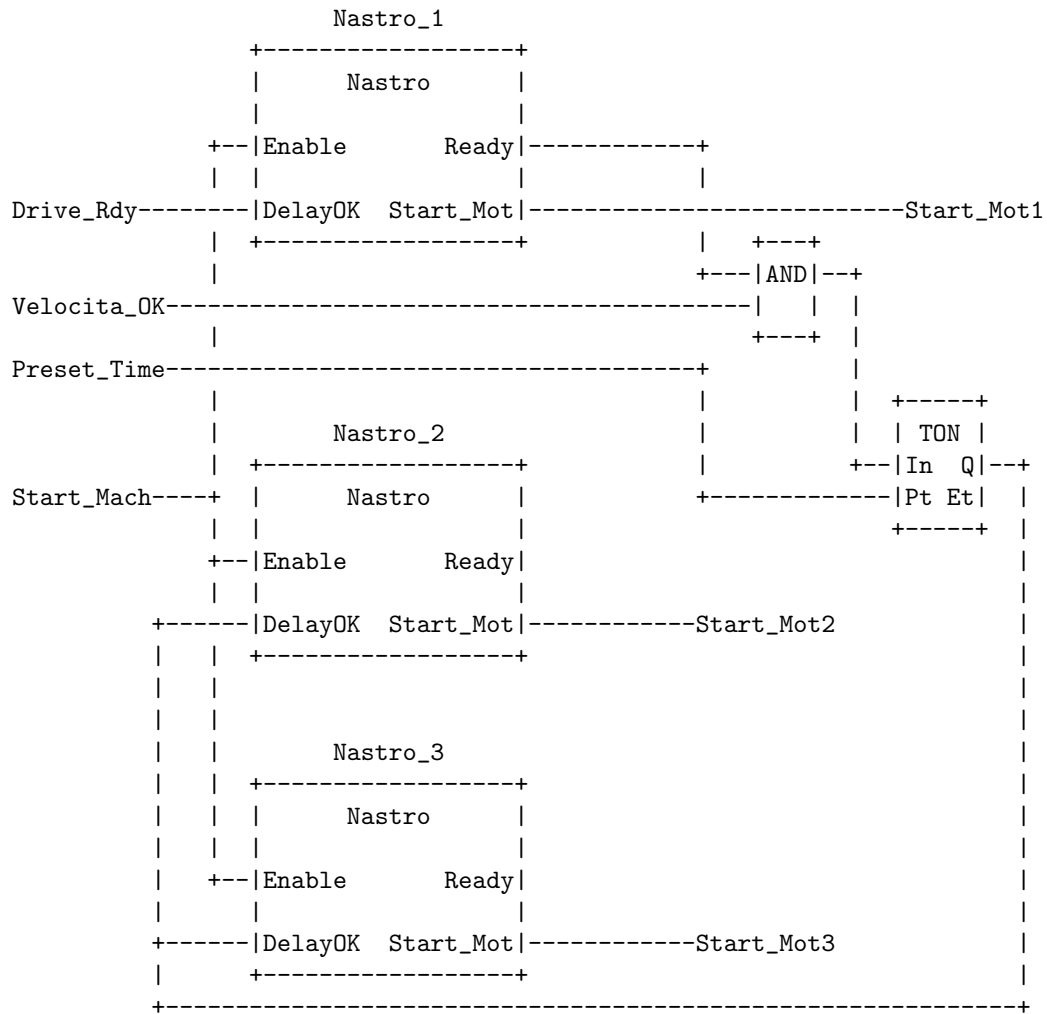 Nastro_1
Nastro
Enable Ready
Drive_Rdy DelayOK Start_Mot Start_Mot1
AND
Velocita_OK
Preset_Time
TON
Nastro_2
In Q
Start_Mach Nastro Pt Et
Enable Ready
DelayOK Start_Mot Start_Mot2
Nastro_3
Nastro
Enable Ready
DelayOK Start_Mot Start_Mot3